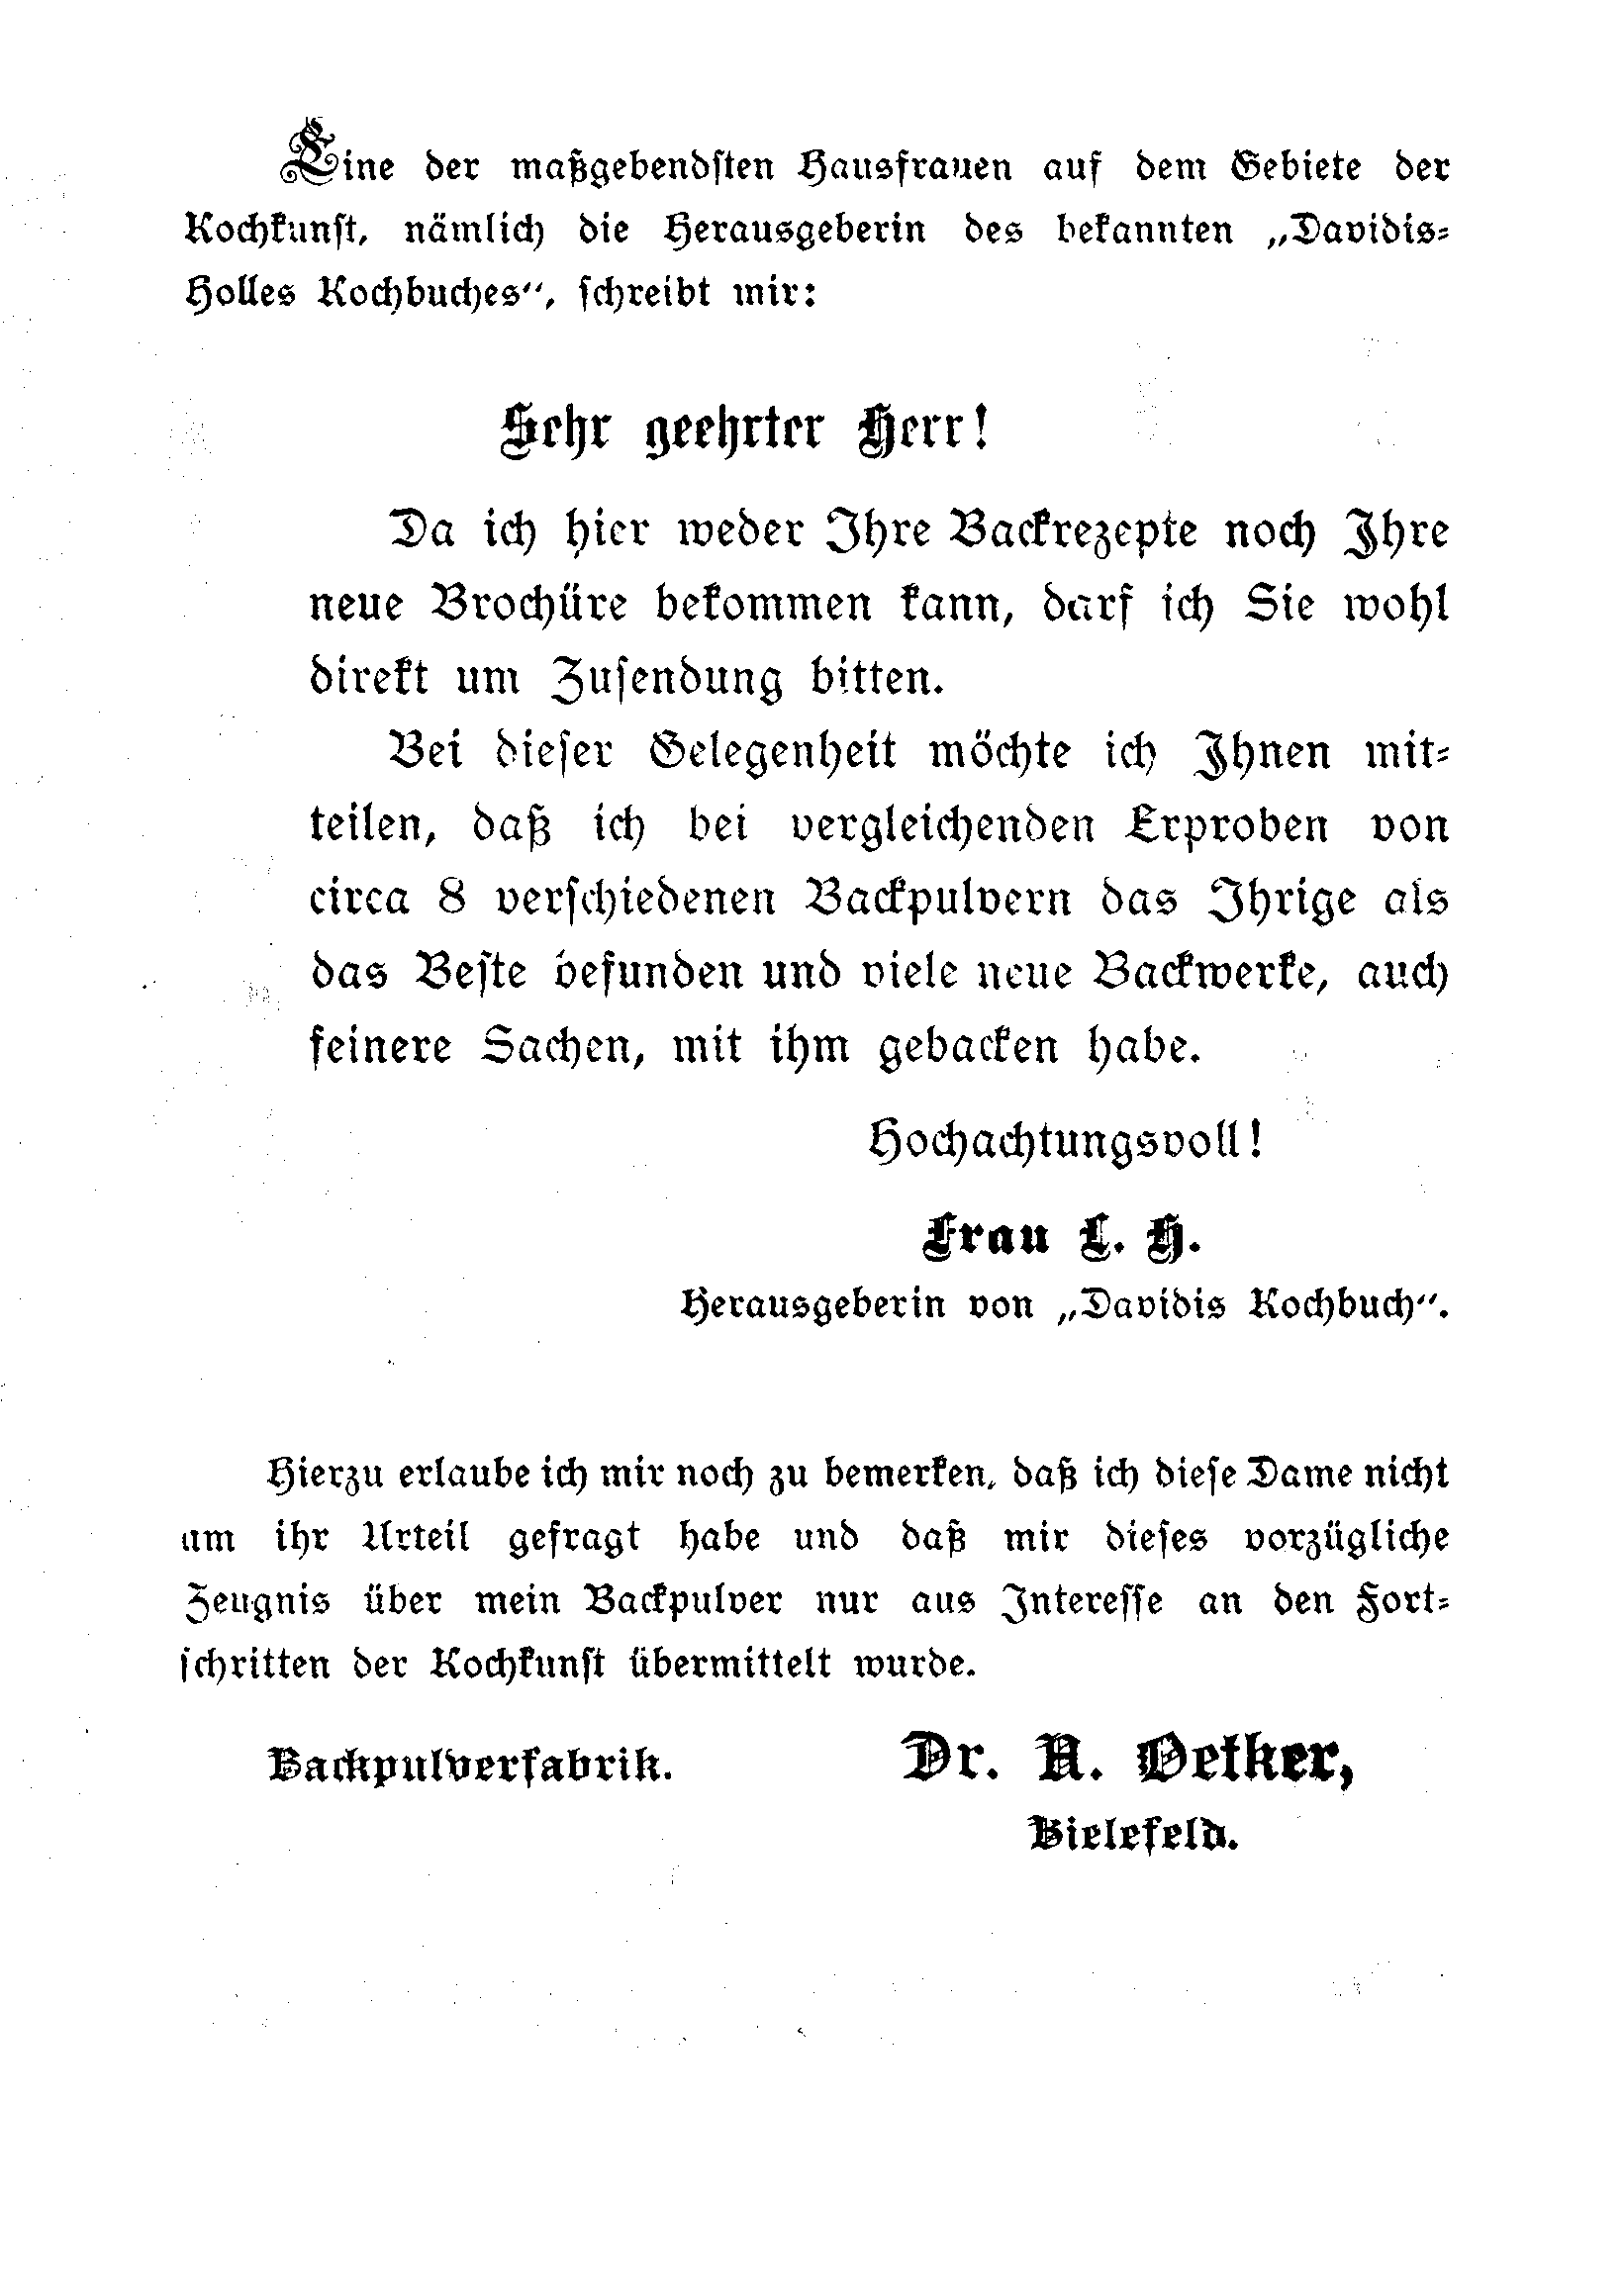 Eine der maßgebendſten Hausfrauen auf dem Gebiete der
Kochkunſt, nämlich die Herausgeberin des bekannten „Davidis-
Holles Kochbuches“, ſchreibt mir:
Sehr geehrter Herr!
Da ich hier weder Ihre Backrezepte noch Ihre
neue Brochüre bekommen kann, darf ich Sie wohl
direkt um Zuſendung bitten.
Bei dieſer Gelegenheit möchte ich Ihnen mit-
teilen, daß ich bei vergleichenden Erproben von
circa 8 verſchiedenen Backpulvern das Ihrige als
das Beſte befunden und viele neue Backwerke, auch
feinere Sachen, mit ihm gebacken habe.
Hochachtungsvoll!
Frau L. H.
Herausgeberin von „Davidis Kochbuch“.
Hierzu erlaube ich mir noch zu bemerken, daß ich dieſe Dame nicht
um ihr Urteil gefragt habe und daß mir dieſes vorzügliche
Zeugnis über mein Backpulver nur aus Intereſſe an den Fort-
ſchritten der Kochkunſt übermittelt wurde.
Backpulverfabrik. Dr. A. Oetker,
Bielefeld.